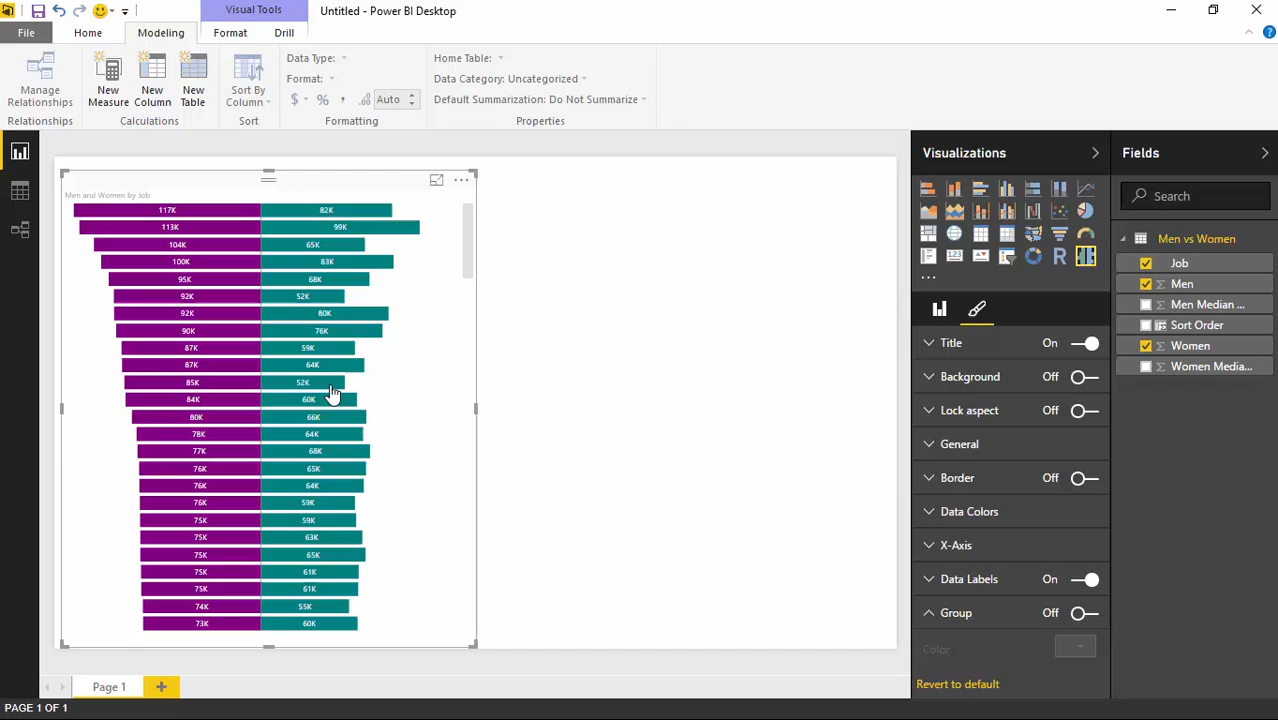 Visual Tools
Untitled - Power BI Desktop
File Home Modeling Format Drill
Manage Relationships
New Measure
New Column
New Table
Sort By Column
Data Type:
Format:
$ % , .00 Auto
Home Table:
Data Category: Uncategorized
Default Summarization: Do Not Summarize
Relationships Calculations Sort Formatting Properties
Men and Women by Job
117K 82K
113K 99K
104K 65K
100K 83K
95K 68K
92K 52K
92K 80K
90K 76K
87K 59K
87K 64K
85K 52K
84K 60K
80K 66K
78K 64K
77K 68K
76K 65K
76K 64K
76K 59K
75K 59K
75K 63K
75K 65K
75K 61K
75K 61K
74K 55K
73K 60K
Visualizations
R
123
Title On
Background Off
Lock aspect Off
General
Border Off
Data Colors
X-Axis
Data Labels On
Group Off
Color
Revert to default
Fields
Search
Men vs Women
Job
Men
Men Median ...
Sort Order
Women
Women Media...
Page 1
PAGE 1 OF 1